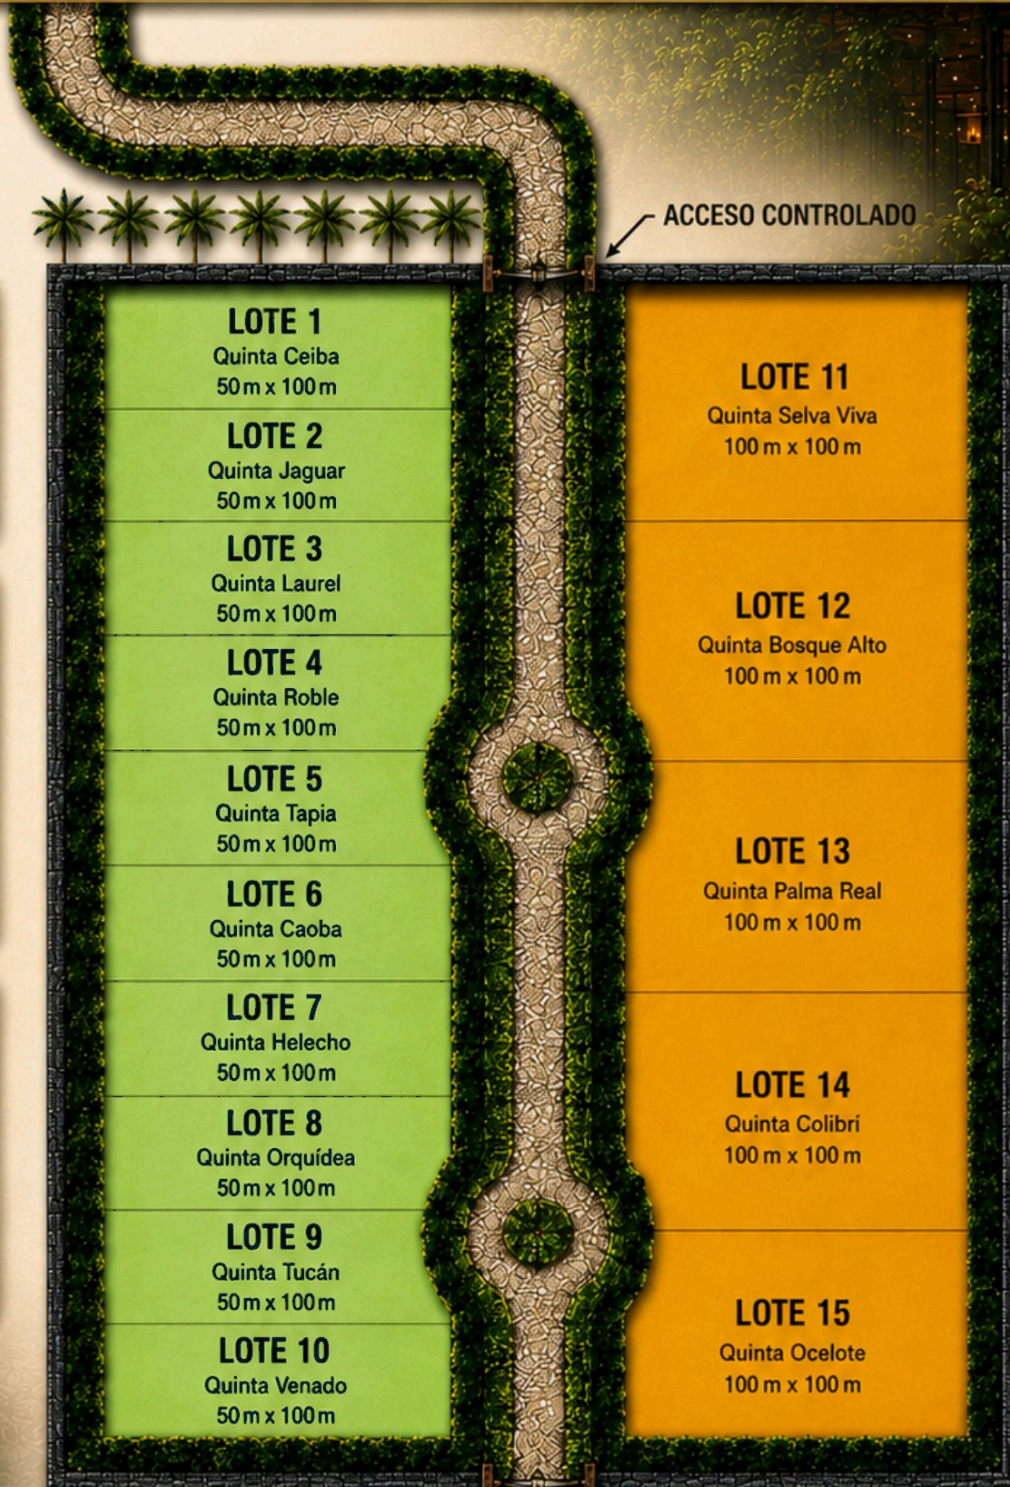 ACCESO CONTROLADO
LOTE 1
Quinta Ceiba
50 m x 100 m
LOTE 2
Quinta Jaguar
50 m x 100 m
LOTE 3
Quinta Laurel
50 m x 100 m
LOTE 4
Quinta Roble
50 m x 100 m
LOTE 5
Quinta Tapia
50 m x 100 m
LOTE 6
Quinta Caoba
50 m x 100 m
LOTE 7
Quinta Helecho
50 m x 100 m
LOTE 8
Quinta Orquídea
50 m x 100 m
LOTE 9
Quinta Tucán
50 m x 100 m
LOTE 10
Quinta Venado
50 m x 100 m
LOTE 11
Quinta Selva Viva
100 m x 100 m
LOTE 12
Quinta Bosque Alto
100 m x 100 m
LOTE 13
Quinta Palma Real
100 m x 100 m
LOTE 14
Quinta Colibrí
100 m x 100 m
LOTE 15
Quinta Ocelote
100 m x 100 m